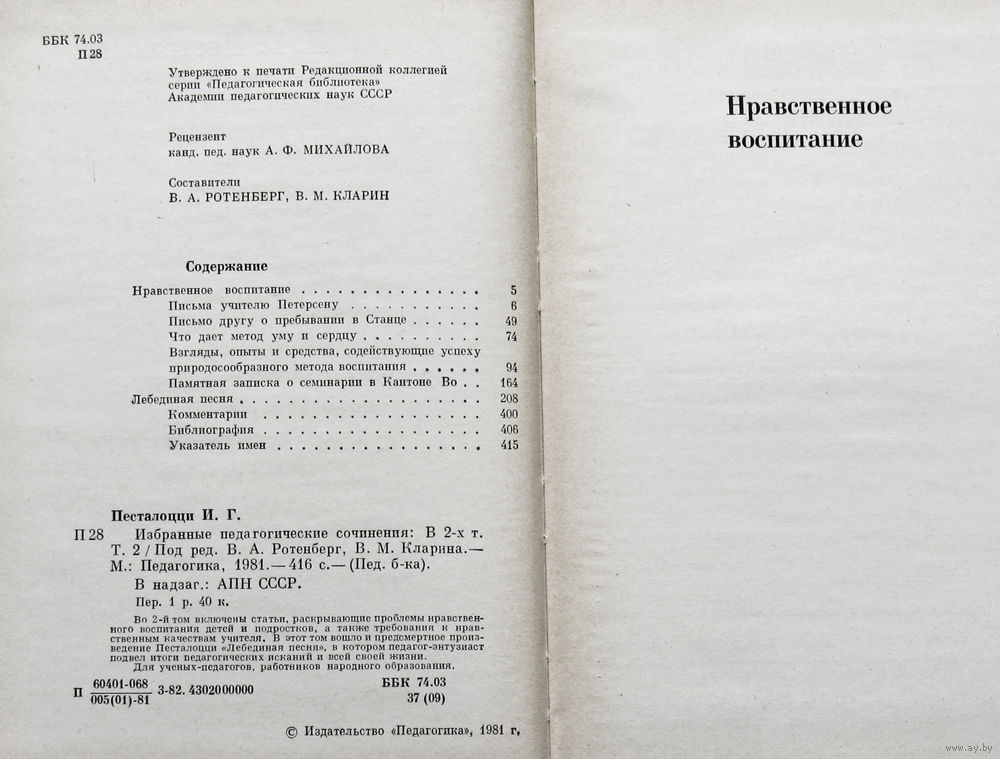 ББК 74.03
П 28
Утверждено к печати Редакционной коллегией
серии «Педагогическая библиотека»
Академии педагогических наук СССР
Рецензент
канд. пед. наук А. Ф. МИХАЙЛОВА
Составители
В. А. РОТЕНБЕРГ, В. М. КЛАРИН
Содержание
Нравственное воспитание . . . . . . . . . . . . . . . 5
Письма учителю Петерсену . . . . . . . . . . . 6
Письмо другу о пребывании в Станце . . . . . . 49
Что дает метод уму и сердцу . . . . . . . . . . 74
Взгляды, опыты и средства, содействующие успеху
природосообразного метода воспитания . . . . . . 94
Памятная записка о семинарии в Кантоне Во . . 164
Лебединая песня . . . . . . . . . . . . . . . . . . . . 208
Комментарии . . . . . . . . . . . . . . . . . . 400
Библиография . . . . . . . . . . . . . . . . . . 406
Указатель имен . . . . . . . . . . . . . . . . . 415
Песталоцци И. Г.
П 28 Избранные педагогические сочинения: В 2-х т.
Т. 2 / Под ред. В. А. Ротенберг, В. М. Кларина.—
М.: Педагогика, 1981.— 416 с.— (Пед. б-ка).
В надзаг.: АПН СССР.
Пер. 1 р. 40 к.
Во 2-й том включены статьи, раскрывающие проблемы нравствен-
ного воспитания детей и подростков, а также требования к нрав-
ственным качествам учителя. В этот том вошло и предсмертное произ-
ведение Песталоцци «Лебединая песня», в котором педагог-энтузиаст
подвел итоги педагогических исканий и всей своей жизни.
Для ученых-педагогов, работников народного образования.
П 60401-068 / 005(01)-81 З-82. 4302000000
ББК 74.03
37 (09)
© Издательство «Педагогика», 1981 г.
Нравственное
воспитание
www.ay.by